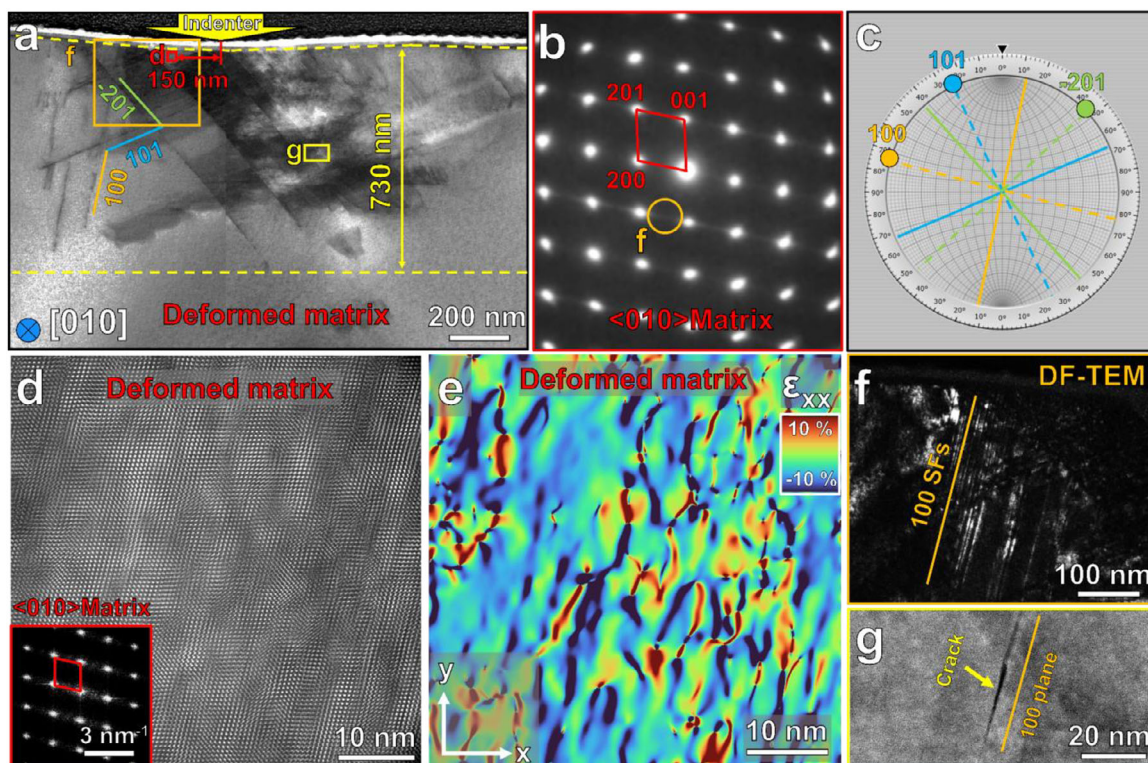 a
Indenter
f
d
150 nm
-201
101
100
g
730 nm
[010]
Deformed matrix
200 nm
b
201
001
200
f
<010>Matrix
c
101
-201
100
d
Deformed matrix
<010>Matrix
3 nm⁻¹
10 nm
e
Deformed matrix
εxx
10 %
-10 %
y
x
10 nm
f
DF-TEM
100 SFs
100 nm
g
Crack
100 plane
20 nm